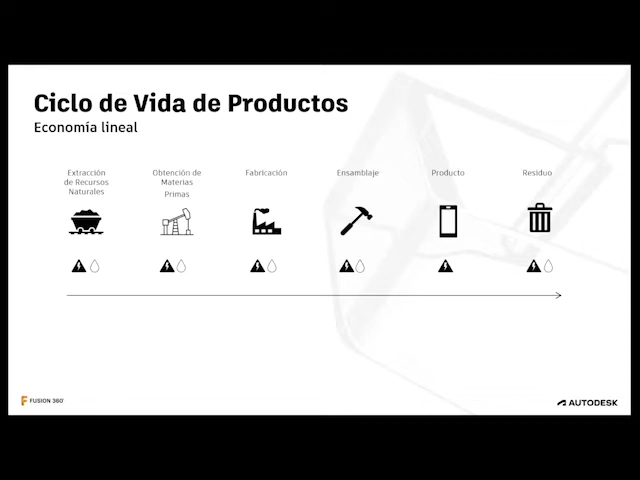 Ciclo de Vida de Productos
Economía lineal
Extracción
de Recursos
Naturales
Obtención de
Materias
Primas
Fabricación
Ensamblaje
Producto
Residuo
FUSION 360
AUTODESK